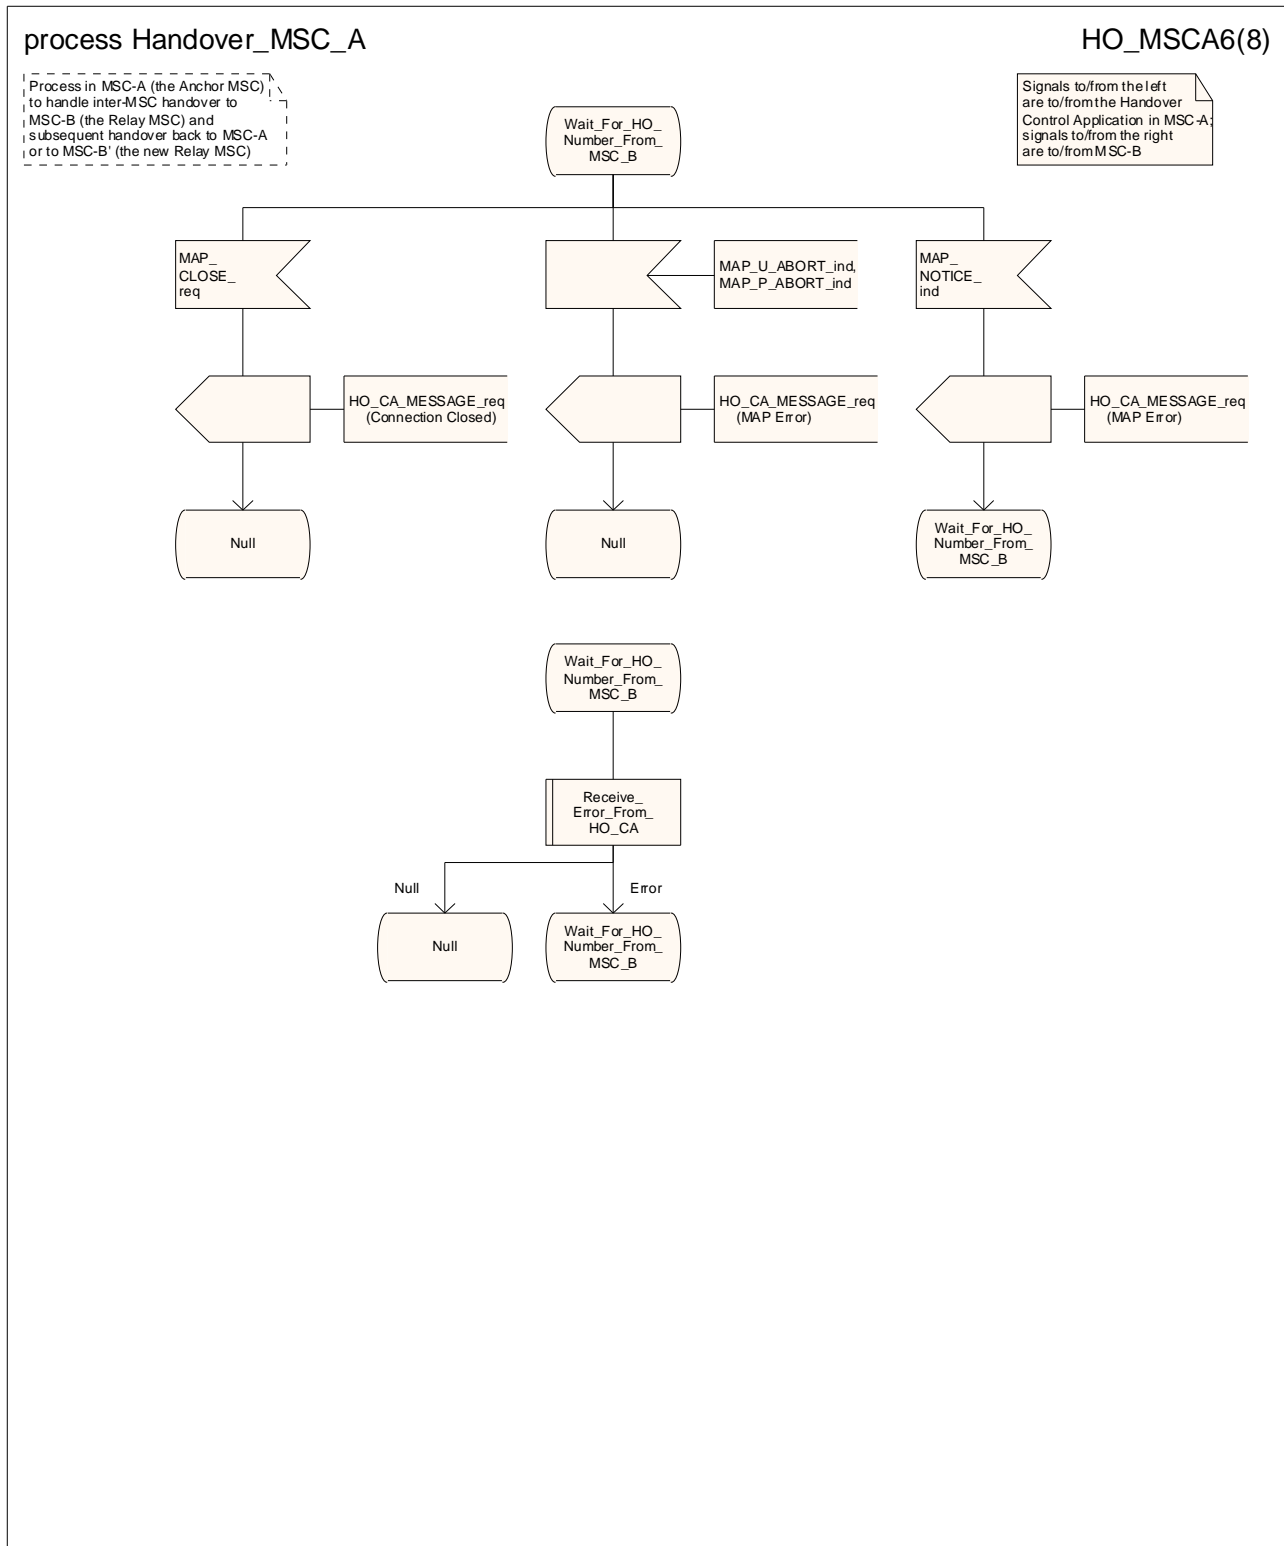 process Handover_MSC_A
HO_MSCA6(8)
Process in MSC-A (the Anchor MSC)
to handle inter-MSC handover to
MSC-B (the Relay MSC) and
subsequent handover back to MSC-A
or to MSC-B' (the new Relay MSC)
Signals to/from the left
are to/from the Handover
Control Application in MSC-A;
signals to/from the right
are to/from MSC-B
Wait_For_HO_
Number_From_
MSC_B
MAP_
CLOSE_
req
MAP_U_ABORT_ind,
MAP_P_ABORT_ind
MAP_
NOTICE_
ind
HO_CA_MESSAGE_req
(Connection Closed)
HO_CA_MESSAGE_req
(MAP Error)
HO_CA_MESSAGE_req
(MAP Error)
Null
Null
Wait_For_HO_
Number_From_
MSC_B
Wait_For_HO_
Number_From_
MSC_B
Receive_
Error_From_
HO_CA
Null
Error
Null
Wait_For_HO_
Number_From_
MSC_B